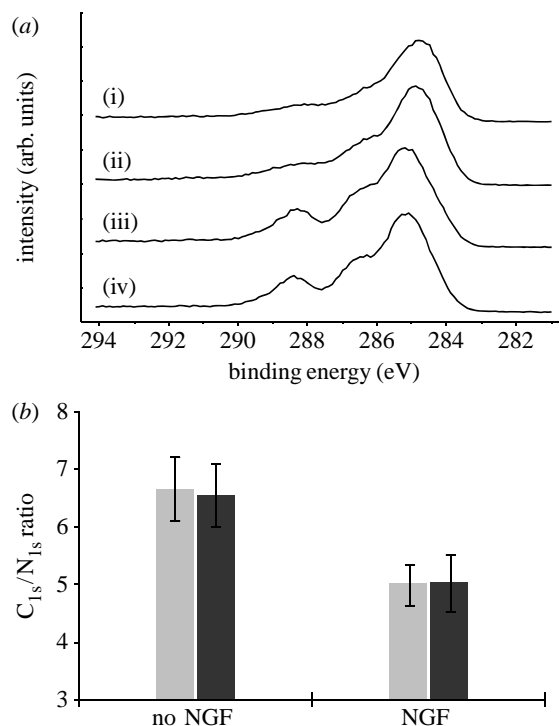 (a)
intensity (arb. units)
(i)
(ii)
(iii)
(iv)
294 292 290 288 286 284 282
binding energy (eV)
(b)
C1s/N1s ratio
8
7
6
5
4
3
no NGF NGF